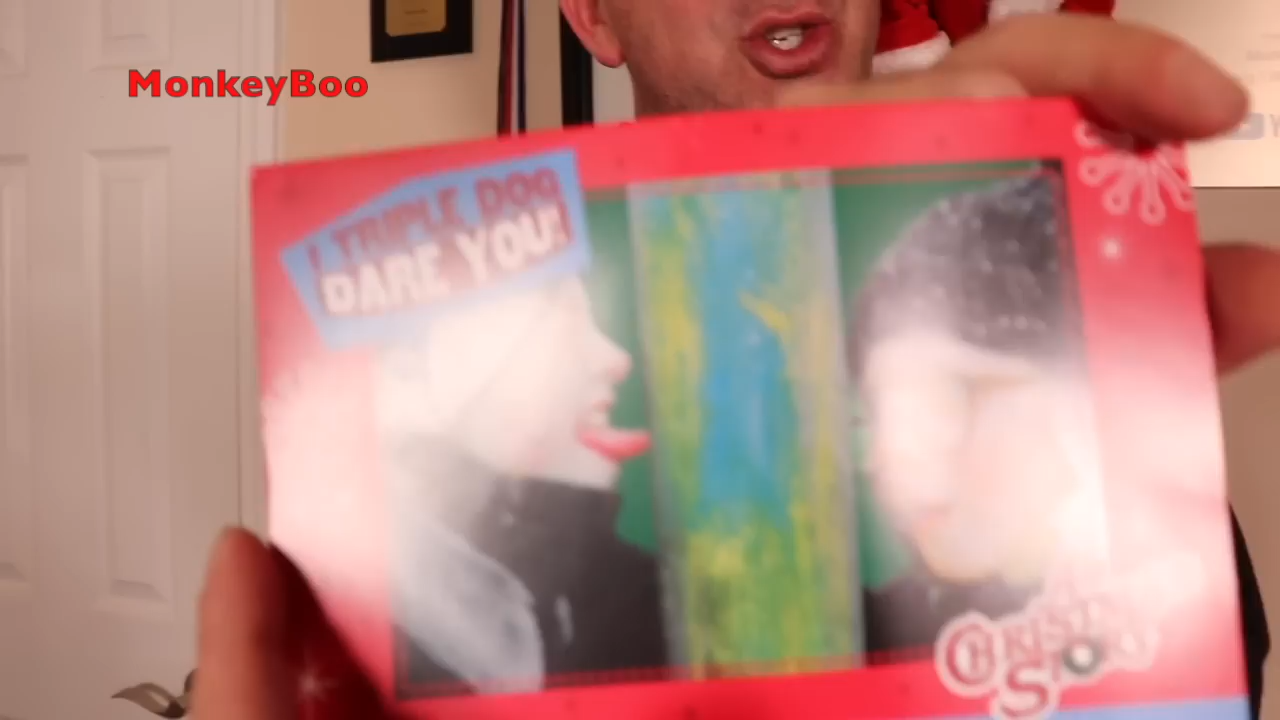 MonkeyBoo
I TRIPLE DOG
DARE YOU!
A
CHRISTMAS
STORY